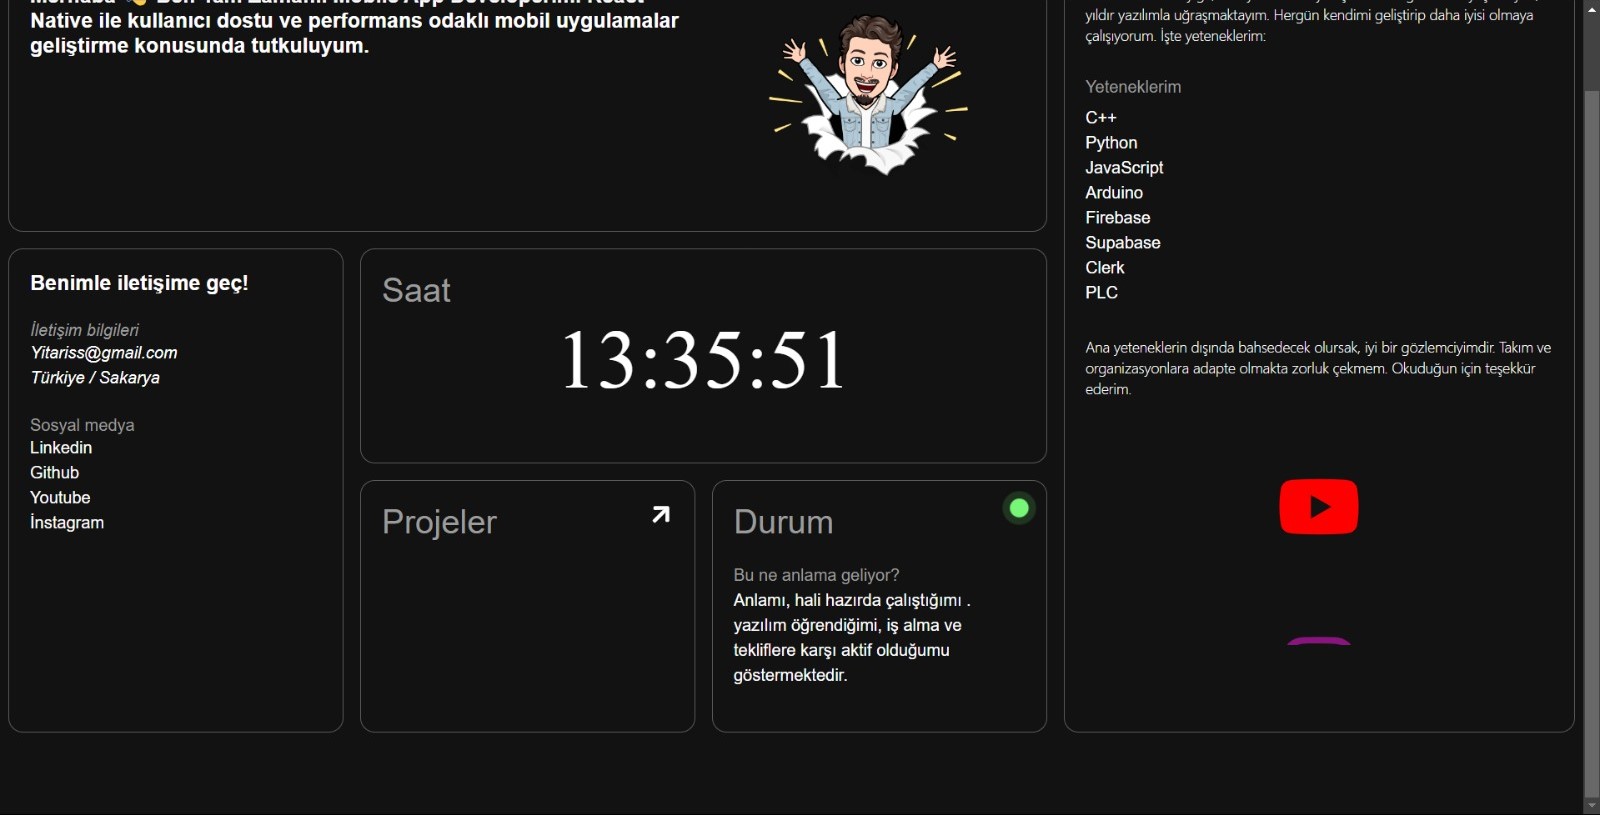 Native ile kullanıcı dostu ve performans odaklı mobil uygulamalar
geliştirme konusunda tutkuluyum.
Benimle iletişime geç!
İletişim bilgileri
Yitariss@gmail.com
Türkiye / Sakarya
Sosyal medya
Linkedin
Github
Youtube
İnstagram
Saat
13:35:51
Projeler
Durum
Bu ne anlama geliyor?
Anlamı, hali hazırda çalıştığımı .
yazılım öğrendiğimi, iş alma ve
tekliflere karşı aktif olduğumu
göstermektedir.
yıldır yazılımla uğraşmaktayım. Hergün kendimi geliştirip daha iyisi olmaya
çalışıyorum. İşte yeteneklerim:
Yeteneklerim
C++
Python
JavaScript
Arduino
Firebase
Supabase
Clerk
PLC
Ana yeteneklerin dışında bahsedecek olursak, iyi bir gözlemciyimdir. Takım ve
organizasyonlara adapte olmakta zorluk çekmem. Okuduğun için teşekkür
ederim.